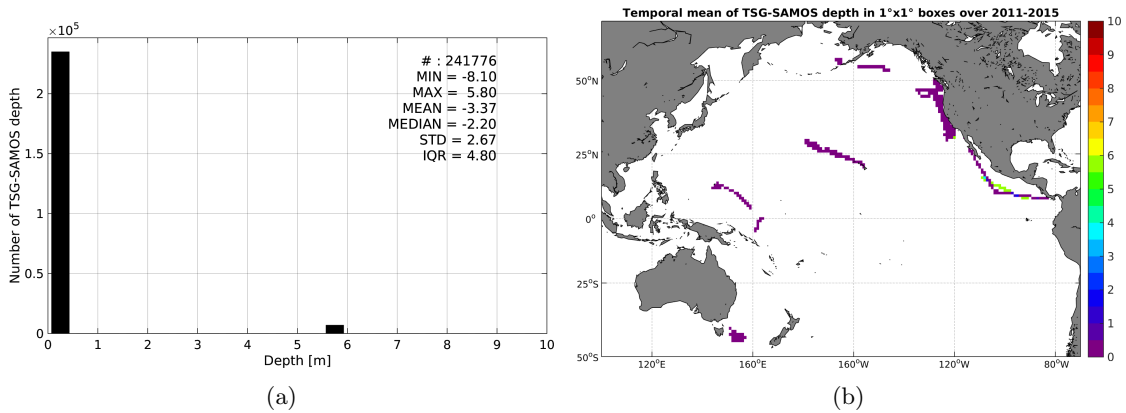 ×10⁵
# : 241776
MIN = -8.10
MAX = 5.80
MEAN = -3.37
MEDIAN = -2.20
STD = 2.67
IQR = 4.80
Number of TSG-SAMOS depth
2
1.5
1
0.5
0
0 1 2 3 4 5 6 7 8 9 10
Depth [m]
(a)
Temporal mean of TSG-SAMOS depth in 1°x1° boxes over 2011-2015
50°N
25°N
0°
25°S
50°S
120°E
160°E
160°W
120°W
80°W
10
9
8
7
6
5
4
3
2
1
0
(b)